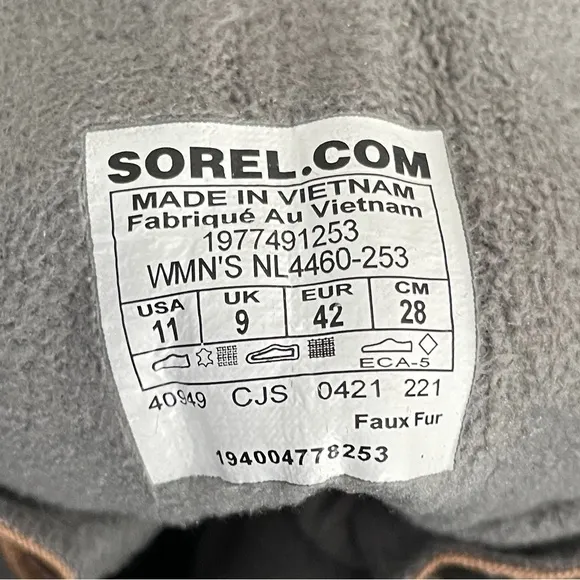 SOREL.COM
MADE IN VIETNAM
Fabriqué Au Vietnam
1977491253
WMN'S NL4460-253
USA UK EUR CM
11 9 42 28
ECA-5
40949 CJS 0421 221
Faux Fur
194004778253